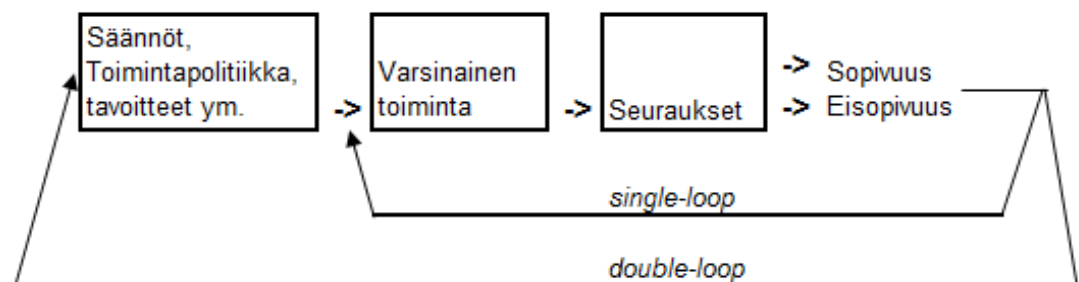 Säännöt,
Toimintapolitiikka,
tavoitteet ym.
->
Varsinainen
toiminta
->
Seuraukset
-> Sopivuus
-> Eisopivuus
single-loop
double-loop